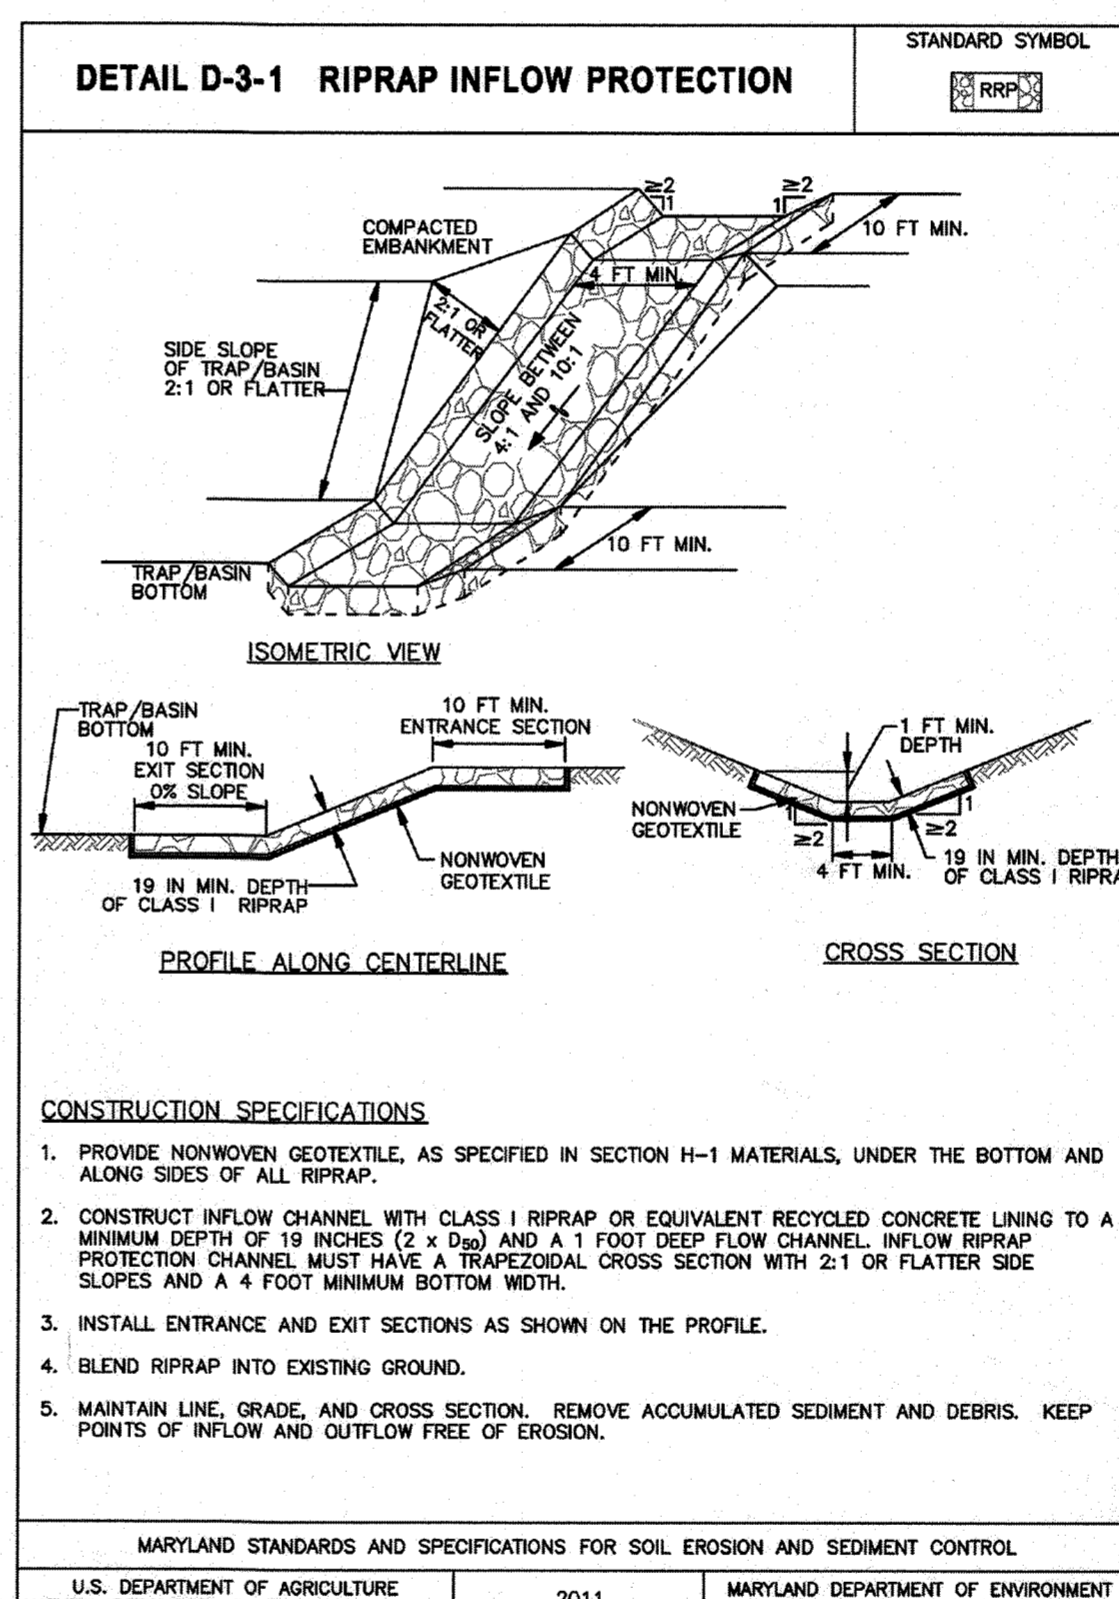 DETAIL D-3-1 RIPRAP INFLOW PROTECTION
STANDARD SYMBOL
RRP
≥2
1
≥2
1
10 FT MIN.
COMPACTED
EMBANKMENT
4 FT MIN.
2:1 OR
FLATTER
SIDE SLOPE
OF TRAP/BASIN
2:1 OR FLATTER
SLOPE BETWEEN
4:1 AND 10:1
10 FT MIN.
TRAP/BASIN
BOTTOM
ISOMETRIC VIEW
TRAP/BASIN
BOTTOM
10 FT MIN.
EXIT SECTION
0% SLOPE
10 FT MIN.
ENTRANCE SECTION
NONWOVEN
GEOTEXTILE
19 IN MIN. DEPTH
OF CLASS I RIPRAP
PROFILE ALONG CENTERLINE
1 FT MIN.
DEPTH
NONWOVEN
GEOTEXTILE
1
≥2
1
≥2
4 FT MIN.
19 IN MIN. DEPTH
OF CLASS I RIPRA
CROSS SECTION
CONSTRUCTION SPECIFICATIONS
1. PROVIDE NONWOVEN GEOTEXTILE, AS SPECIFIED IN SECTION H-1 MATERIALS, UNDER THE BOTTOM AND
ALONG SIDES OF ALL RIPRAP.
2. CONSTRUCT INFLOW CHANNEL WITH CLASS I RIPRAP OR EQUIVALENT RECYCLED CONCRETE LINING TO A
MINIMUM DEPTH OF 19 INCHES (2 x D50) AND A 1 FOOT DEEP FLOW CHANNEL. INFLOW RIPRAP
PROTECTION CHANNEL MUST HAVE A TRAPEZOIDAL CROSS SECTION WITH 2:1 OR FLATTER SIDE
SLOPES AND A 4 FOOT MINIMUM BOTTOM WIDTH.
3. INSTALL ENTRANCE AND EXIT SECTIONS AS SHOWN ON THE PROFILE.
4. BLEND RIPRAP INTO EXISTING GROUND.
5. MAINTAIN LINE, GRADE, AND CROSS SECTION. REMOVE ACCUMULATED SEDIMENT AND DEBRIS. KEEP
POINTS OF INFLOW AND OUTFLOW FREE OF EROSION.
MARYLAND STANDARDS AND SPECIFICATIONS FOR SOIL EROSION AND SEDIMENT CONTROL
U.S. DEPARTMENT OF AGRICULTURE
2011
MARYLAND DEPARTMENT OF ENVIRONMENT